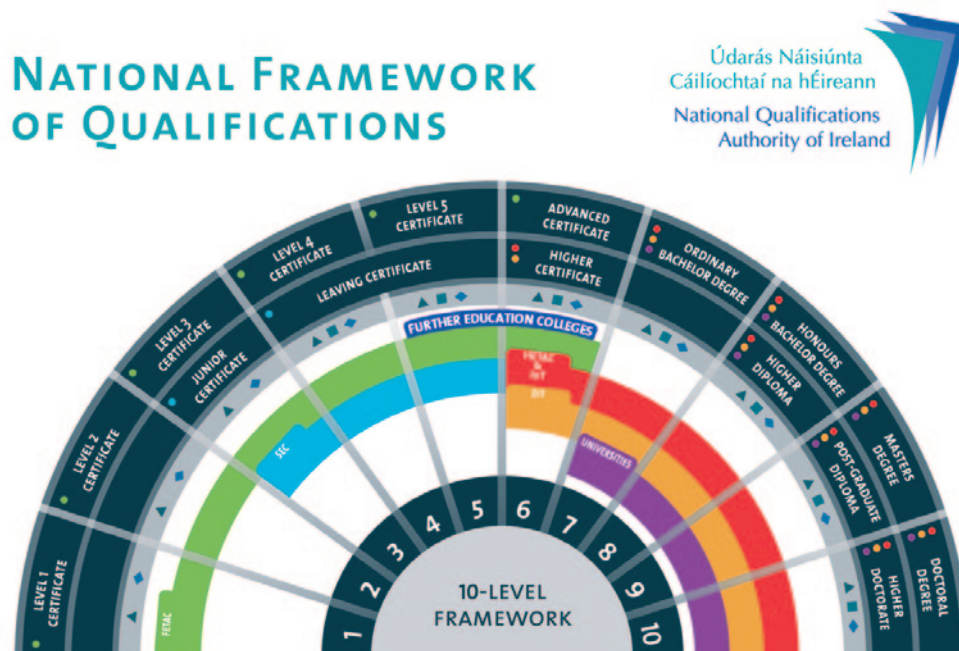 NATIONAL FRAMEWORK
OF QUALIFICATIONS
Údarás Náisiúnta
Cáilíochtaí na hÉireann
National Qualifications
Authority of Ireland
LEVEL 1
CERTIFICATE
LEVEL 2
CERTIFICATE
LEVEL 3
CERTIFICATE
JUNIOR
CERTIFICATE
LEVEL 4
CERTIFICATE
LEVEL 5
CERTIFICATE
LEAVING CERTIFICATE
ADVANCED
CERTIFICATE
HIGHER
CERTIFICATE
ORDINARY
BACHELOR DEGREE
HONOURS
BACHELOR DEGREE
HIGHER
DIPLOMA
MASTERS
DEGREE
POST-GRADUATE
DIPLOMA
DOCTORAL
DEGREE
HIGHER
DOCTORATE
FURTHER EDUCATION COLLEGES
FETAC
SEC
UNIVERSITIES
1
2
3
4
5
6
7
8
9
10
10-LEVEL
FRAMEWORK